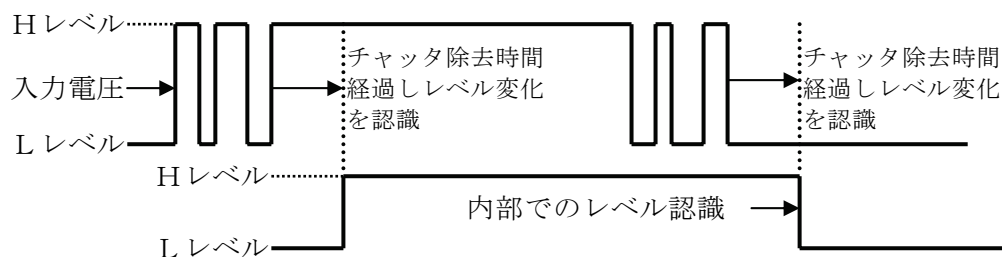 Hレベル
チャッタ除去時間
経過しレベル変化
を認識
チャッタ除去時間
経過しレベル変化
を認識
入力電圧
Lレベル
Hレベル
内部でのレベル認識
Lレベル